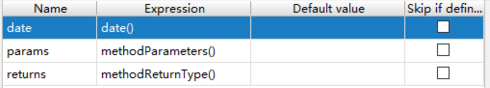 Name Expression Default value Skip if defin...
date date()
params methodParameters()
returns methodReturnType()